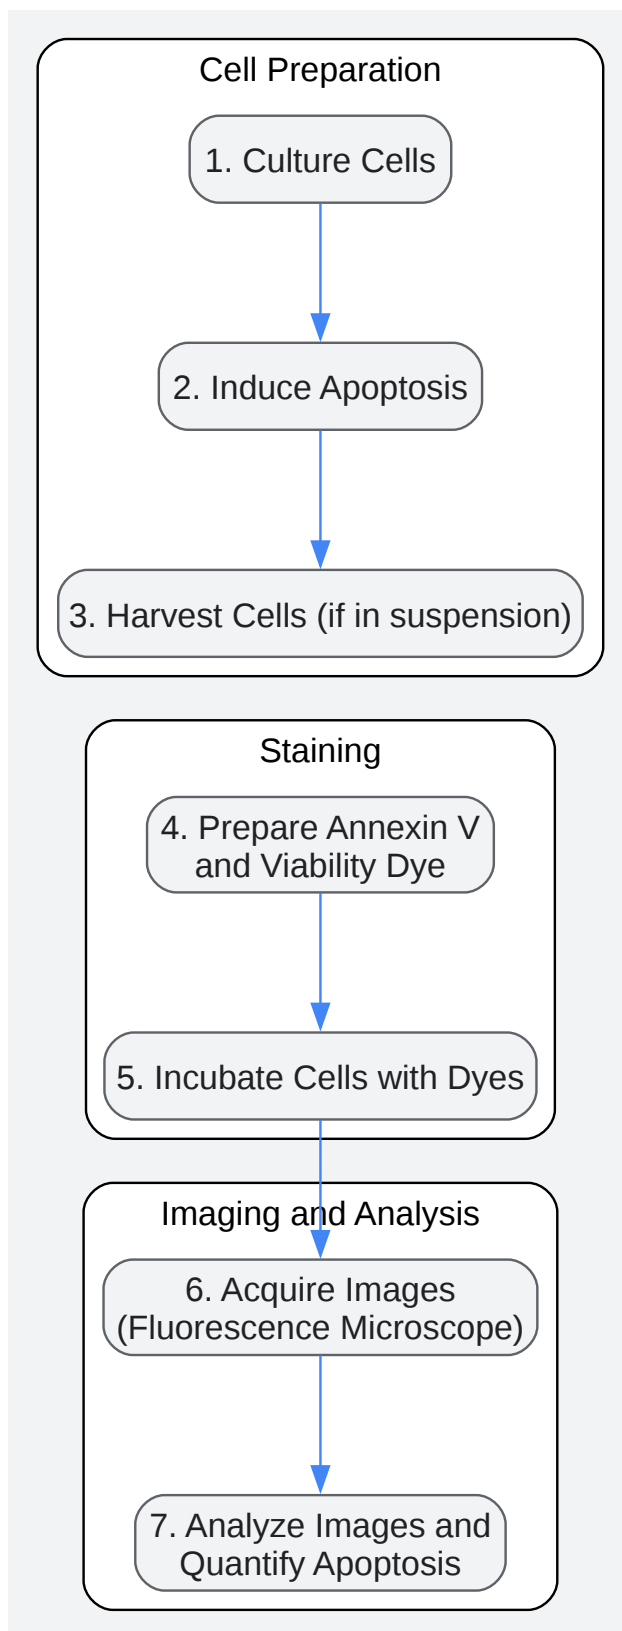 Cell Preparation
1. Culture Cells
2. Induce Apoptosis
3. Harvest Cells (if in suspension)
Staining
4. Prepare Annexin V
and Viability Dye
5. Incubate Cells with Dyes
Imaging and Analysis
6. Acquire Images
(Fluorescence Microscope)
7. Analyze Images and
Quantify Apoptosis